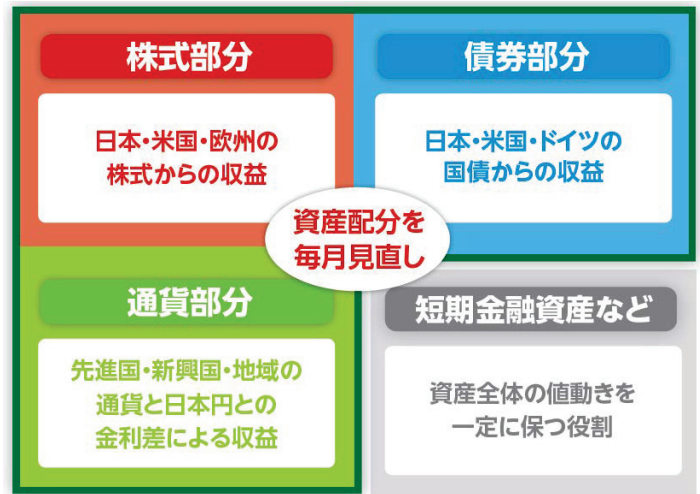 株式部分
日本・米国・欧州の
株式からの収益
債券部分
日本・米国・ドイツの
国債からの収益
資産配分を
毎月見直し
通貨部分
先進国・新興国・地域の
通貨と日本円との
金利差による収益
短期金融資産など
資産全体の値動きを
一定に保つ役割